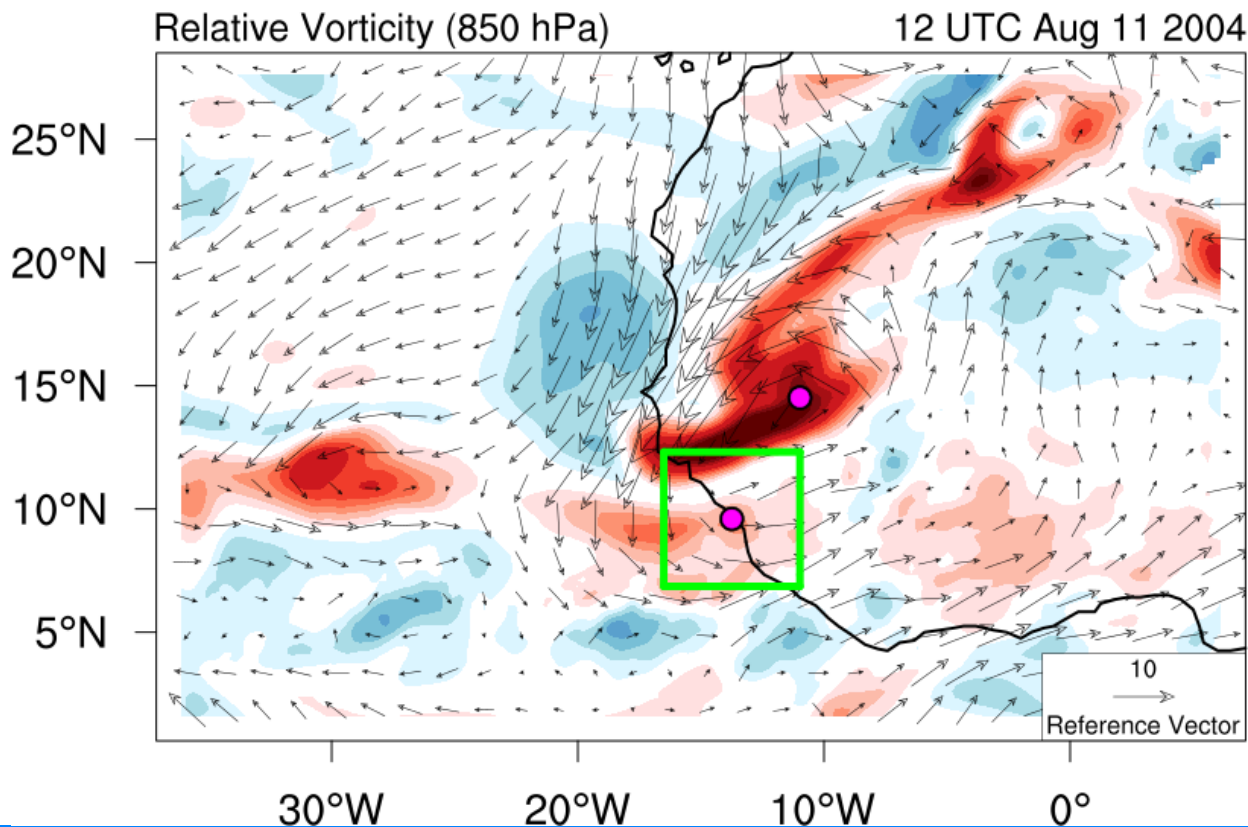 Relative Vorticity (850 hPa)
12 UTC Aug 11 2004
25°N
20°N
15°N
10°N
5°N
10
Reference Vector
30°W
20°W
10°W
0°